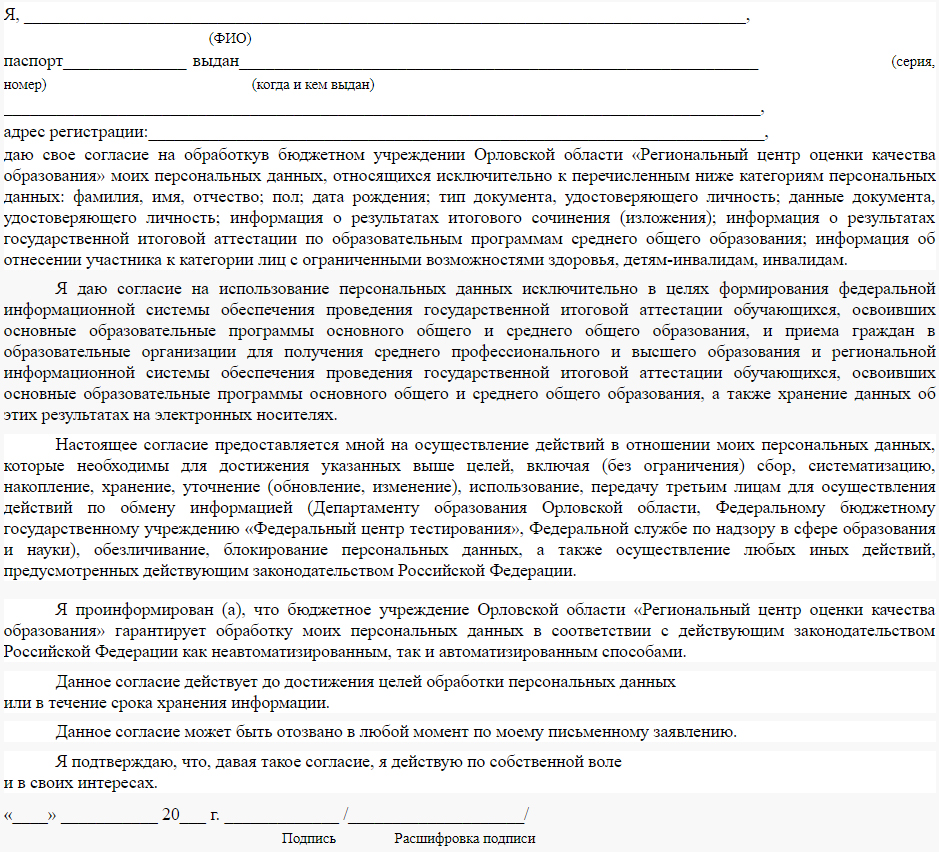 Я, ___________________________________________________________________________________,
(ФИО)
паспорт______________ выдан___________________________________________________________ (серия,
номер) (когда и кем выдан)
______________________________________________________________________________________,
адрес регистрации:______________________________________________________________________,
даю свое согласие на обработкув бюджетном учреждении Орловской области «Региональный центр оценки качества
образования» моих персональных данных, относящихся исключительно к перечисленным ниже категориям персональных
данных: фамилия, имя, отчество; пол; дата рождения; тип документа, удостоверяющего личность; данные документа,
удостоверяющего личность; информация о результатах итогового сочинения (изложения); информация о результатах
государственной итоговой аттестации по образовательным программам среднего общего образования; информация об
отнесении участника к категории лиц с ограниченными возможностями здоровья, детям-инвалидам, инвалидам.
Я даю согласие на использование персональных данных исключительно в целях формирования федеральной
информационной системы обеспечения проведения государственной итоговой аттестации обучающихся, освоивших
основные образовательные программы основного общего и среднего общего образования, и приема граждан в
образовательные организации для получения среднего профессионального и высшего образования и региональной
информационной системы обеспечения проведения государственной итоговой аттестации обучающихся, освоивших
основные образовательные программы основного общего и среднего общего образования, а также хранение данных об
этих результатах на электронных носителях.
Настоящее согласие предоставляется мной на осуществление действий в отношении моих персональных данных,
которые необходимы для достижения указанных выше целей, включая (без ограничения) сбор, систематизацию,
накопление, хранение, уточнение (обновление, изменение), использование, передачу третьим лицам для осуществления
действий по обмену информацией (Департаменту образования Орловской области, Федеральному бюджетному
государственному учреждению «Федеральный центр тестирования», Федеральной службе по надзору в сфере образования
и науки), обезличивание, блокирование персональных данных, а также осуществление любых иных действий,
предусмотренных действующим законодательством Российской Федерации.
Я проинформирован (а), что бюджетное учреждение Орловской области «Региональный центр оценки качества
образования» гарантирует обработку моих персональных данных в соответствии с действующим законодательством
Российской Федерации как неавтоматизированным, так и автоматизированным способами.
Данное согласие действует до достижения целей обработки персональных данных
или в течение срока хранения информации.
Данное согласие может быть отозвано в любой момент по моему письменному заявлению.
Я подтверждаю, что, давая такое согласие, я действую по собственной воле
и в своих интересах.
«____» ___________ 20___ г. _____________ /____________________/
Подпись Расшифровка подписи